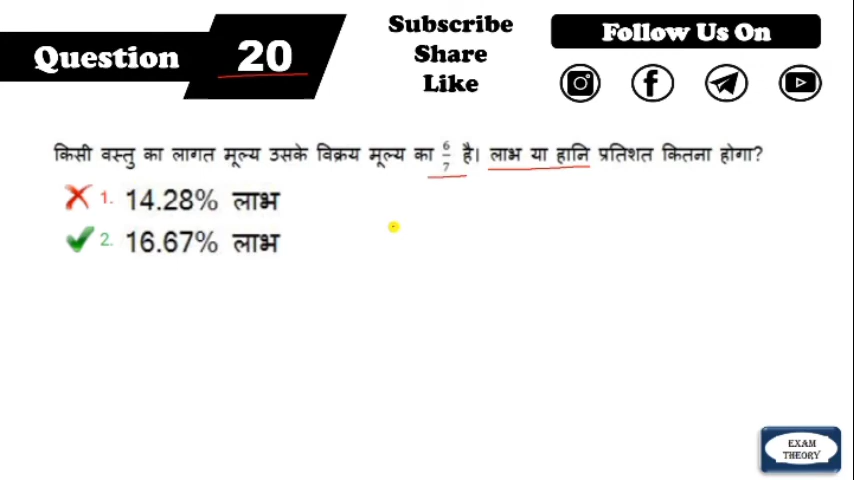 Question 20
Subscribe
Share
Like
Follow Us On
किसी वस्तु का लागत मूल्य उसके विक्रय मूल्य का 6/7 है। लाभ या हानि प्रतिशत कितना होगा?
1. 14.28% लाभ
2. 16.67% लाभ
EXAM
THEORY